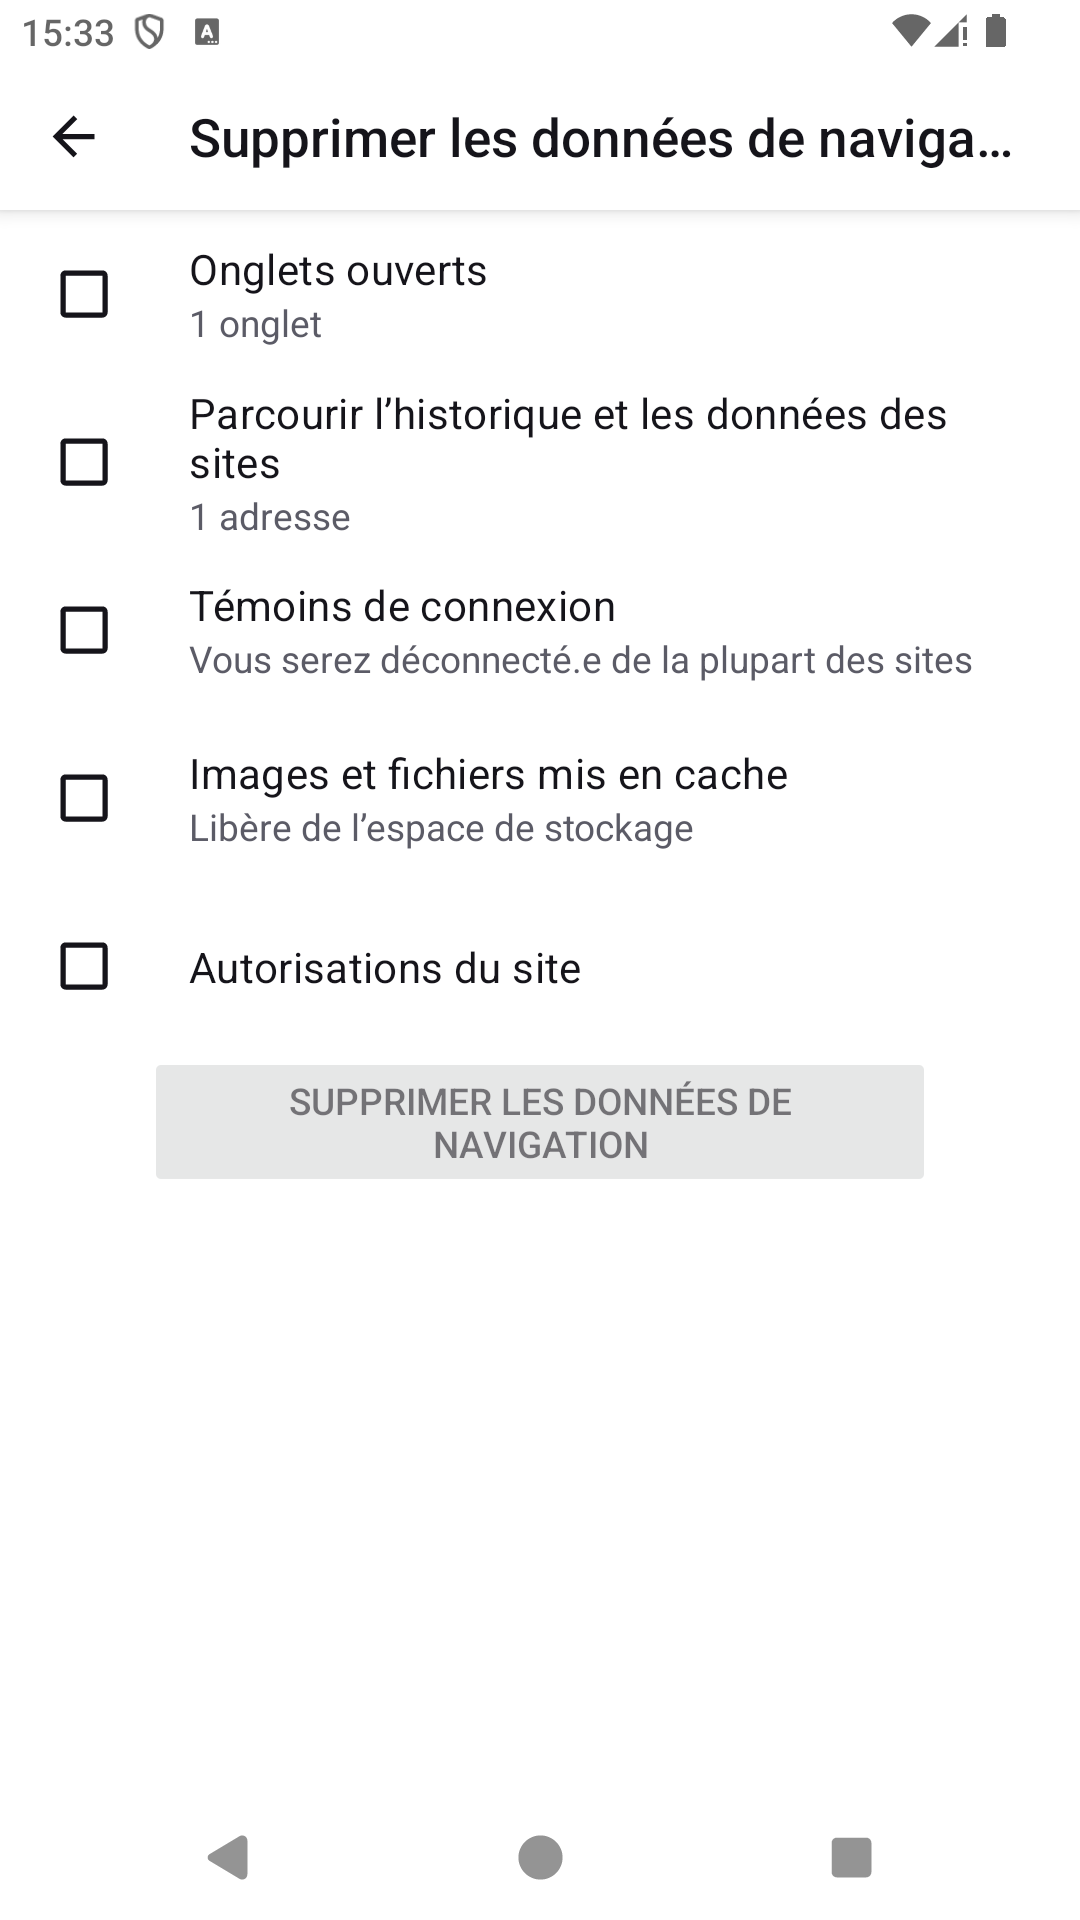 15:33
Supprimer les données de naviga…
Onglets ouverts
1 onglet
Parcourir l’historique et les données des
sites
1 adresse
Témoins de connexion
Vous serez déconnecté.e de la plupart des sites
Images et fichiers mis en cache
Libère de l’espace de stockage
Autorisations du site
SUPPRIMER LES DONNÉES DE
NAVIGATION